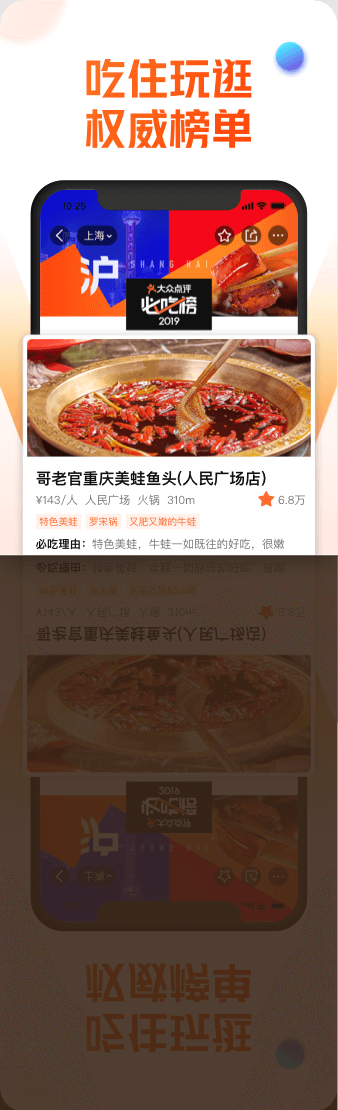 吃住玩逛
权威榜单
10:25
上海
沪
SHANG HAI
大众点评
必吃榜
2019
哥老官重庆美蛙鱼头(人民广场店)
¥143/人 人民广场 火锅 310m 6.8万
特色美蛙 罗宋锅 又肥又嫩的牛蛙
必吃理由：特色美蛙，牛蛙一如既往的好吃，很嫩